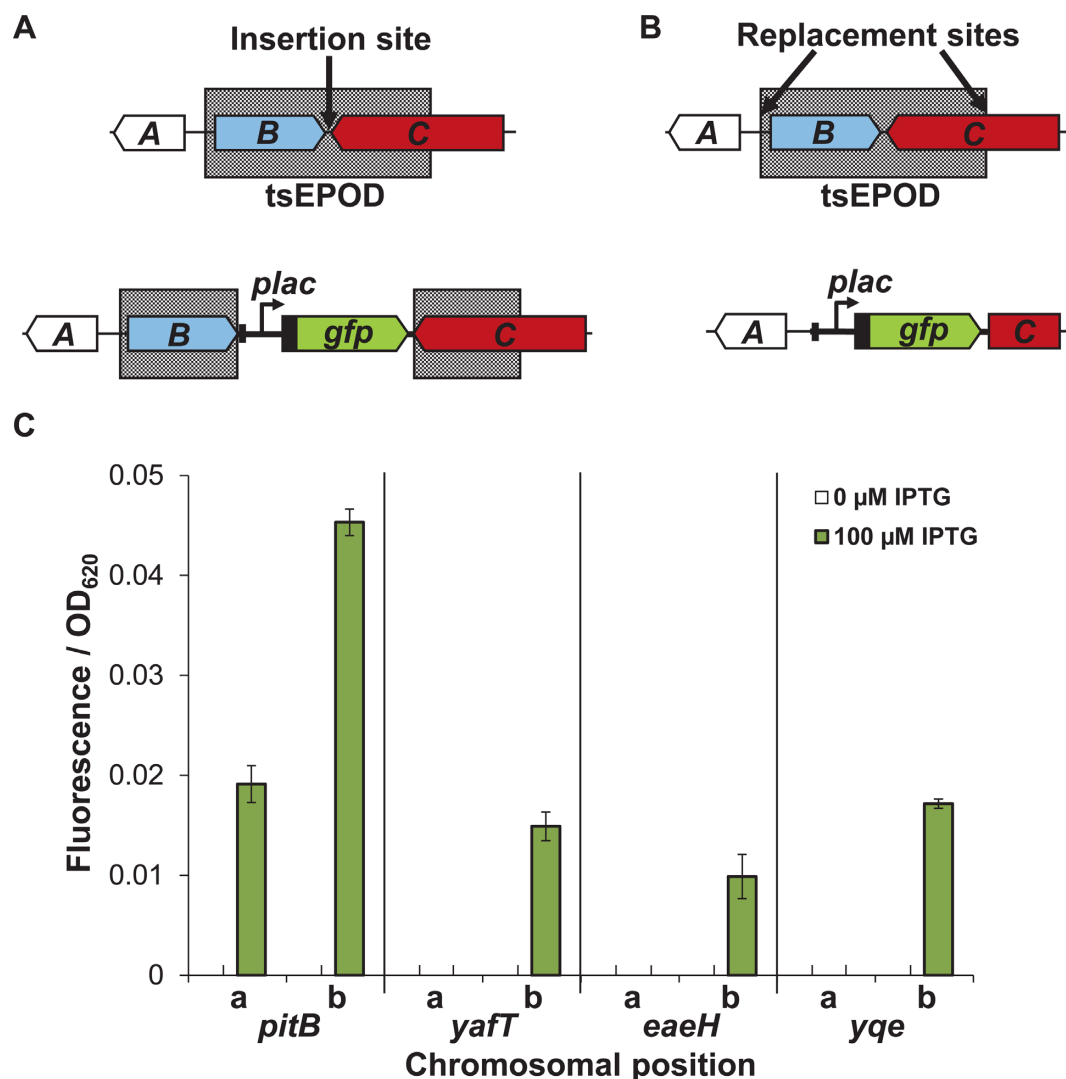 A
Insertion site
A B C
tsEPOD
plac
A B gfp C
B
Replacement sites
A B C
tsEPOD
plac
A gfp C
C
Fluorescence / OD620
0.05
0.04
0.03
0.02
0.01
0
0 µM IPTG
100 µM IPTG
a b a b a b a b
pitB yafT eaeH yqe
Chromosomal position